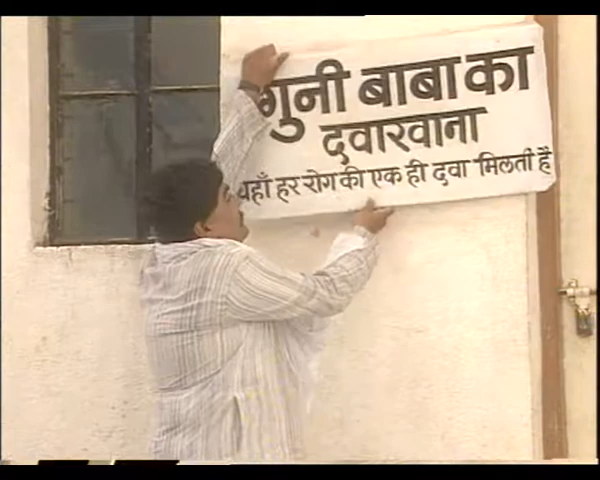 गुनी बाबा का
दवाखाना
यहाँ हर रोग की एक ही दवा मिलती है